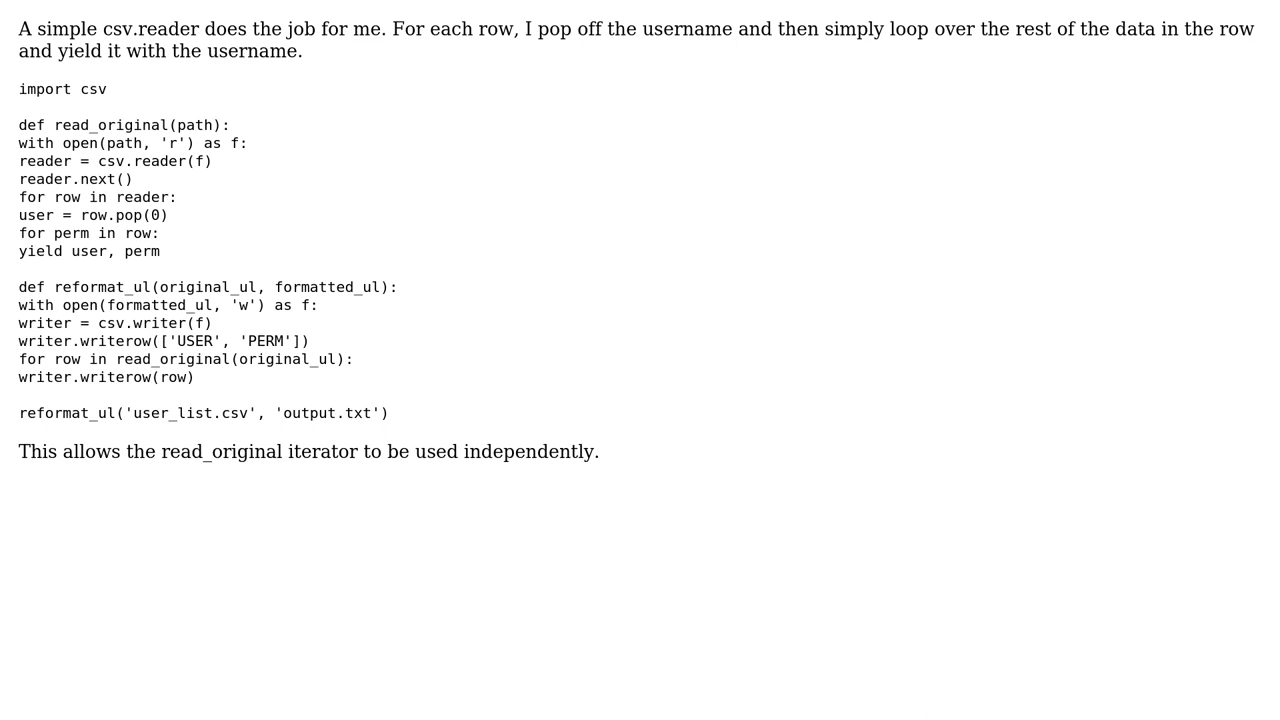 A simple csv.reader does the job for me. For each row, I pop off the username and then simply loop over the rest of the data in the row
and yield it with the username.
import csv
def read_original(path):
with open(path, 'r') as f:
reader = csv.reader(f)
reader.next()
for row in reader:
user = row.pop(0)
for perm in row:
yield user, perm
def reformat_ul(original_ul, formatted_ul):
with open(formatted_ul, 'w') as f:
writer = csv.writer(f)
writer.writerow(['USER', 'PERM'])
for row in read_original(original_ul):
writer.writerow(row)
reformat_ul('user_list.csv', 'output.txt')
This allows the read_original iterator to be used independently.